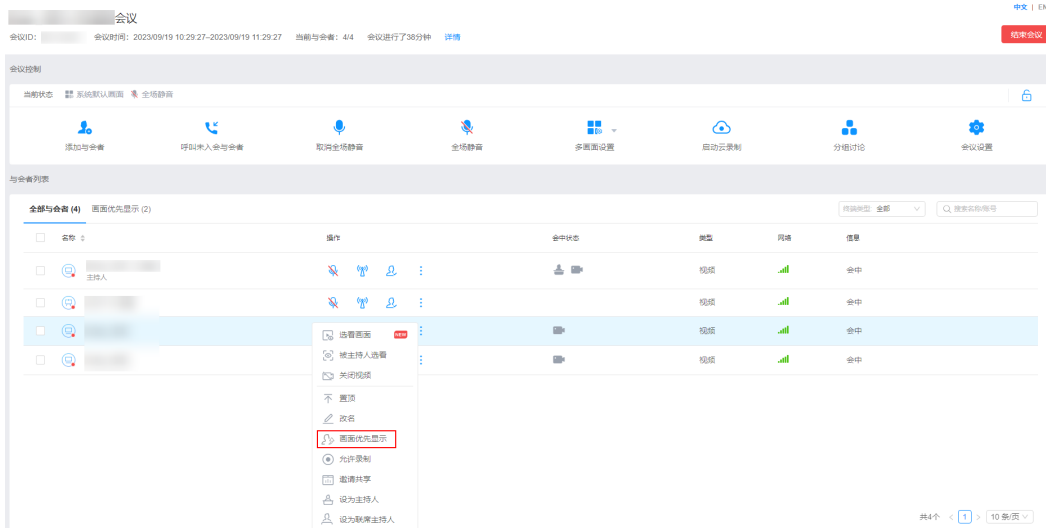 中文 | EN
会议
会议ID： 会议时间：2023/09/19 10:29:27–2023/09/19 11:29:27 当前与会者：4/4 会议进行了38分钟 详情
结束会议
会议控制
当前状态 系统默认画面 全场静音
添加与会者 呼叫未入会与会者 取消全场静音 全场静音 多画面设置 启动云录制 分组讨论 会议设置
与会者列表
全部与会者 (4) 画面优先显示 (2) 终端类型 全部 搜索名称/账号
名称 操作 会中状态 类型 网络 信息
主持人 视频 会中
视频 会中
视频 会中
视频 会中
选看画面 NEW
被主持人选看
关闭视频
置顶
改名
画面优先显示
允许录制
邀请共享
设为主持人
设为联席主持人
共4个 < 1 > 10 条/页